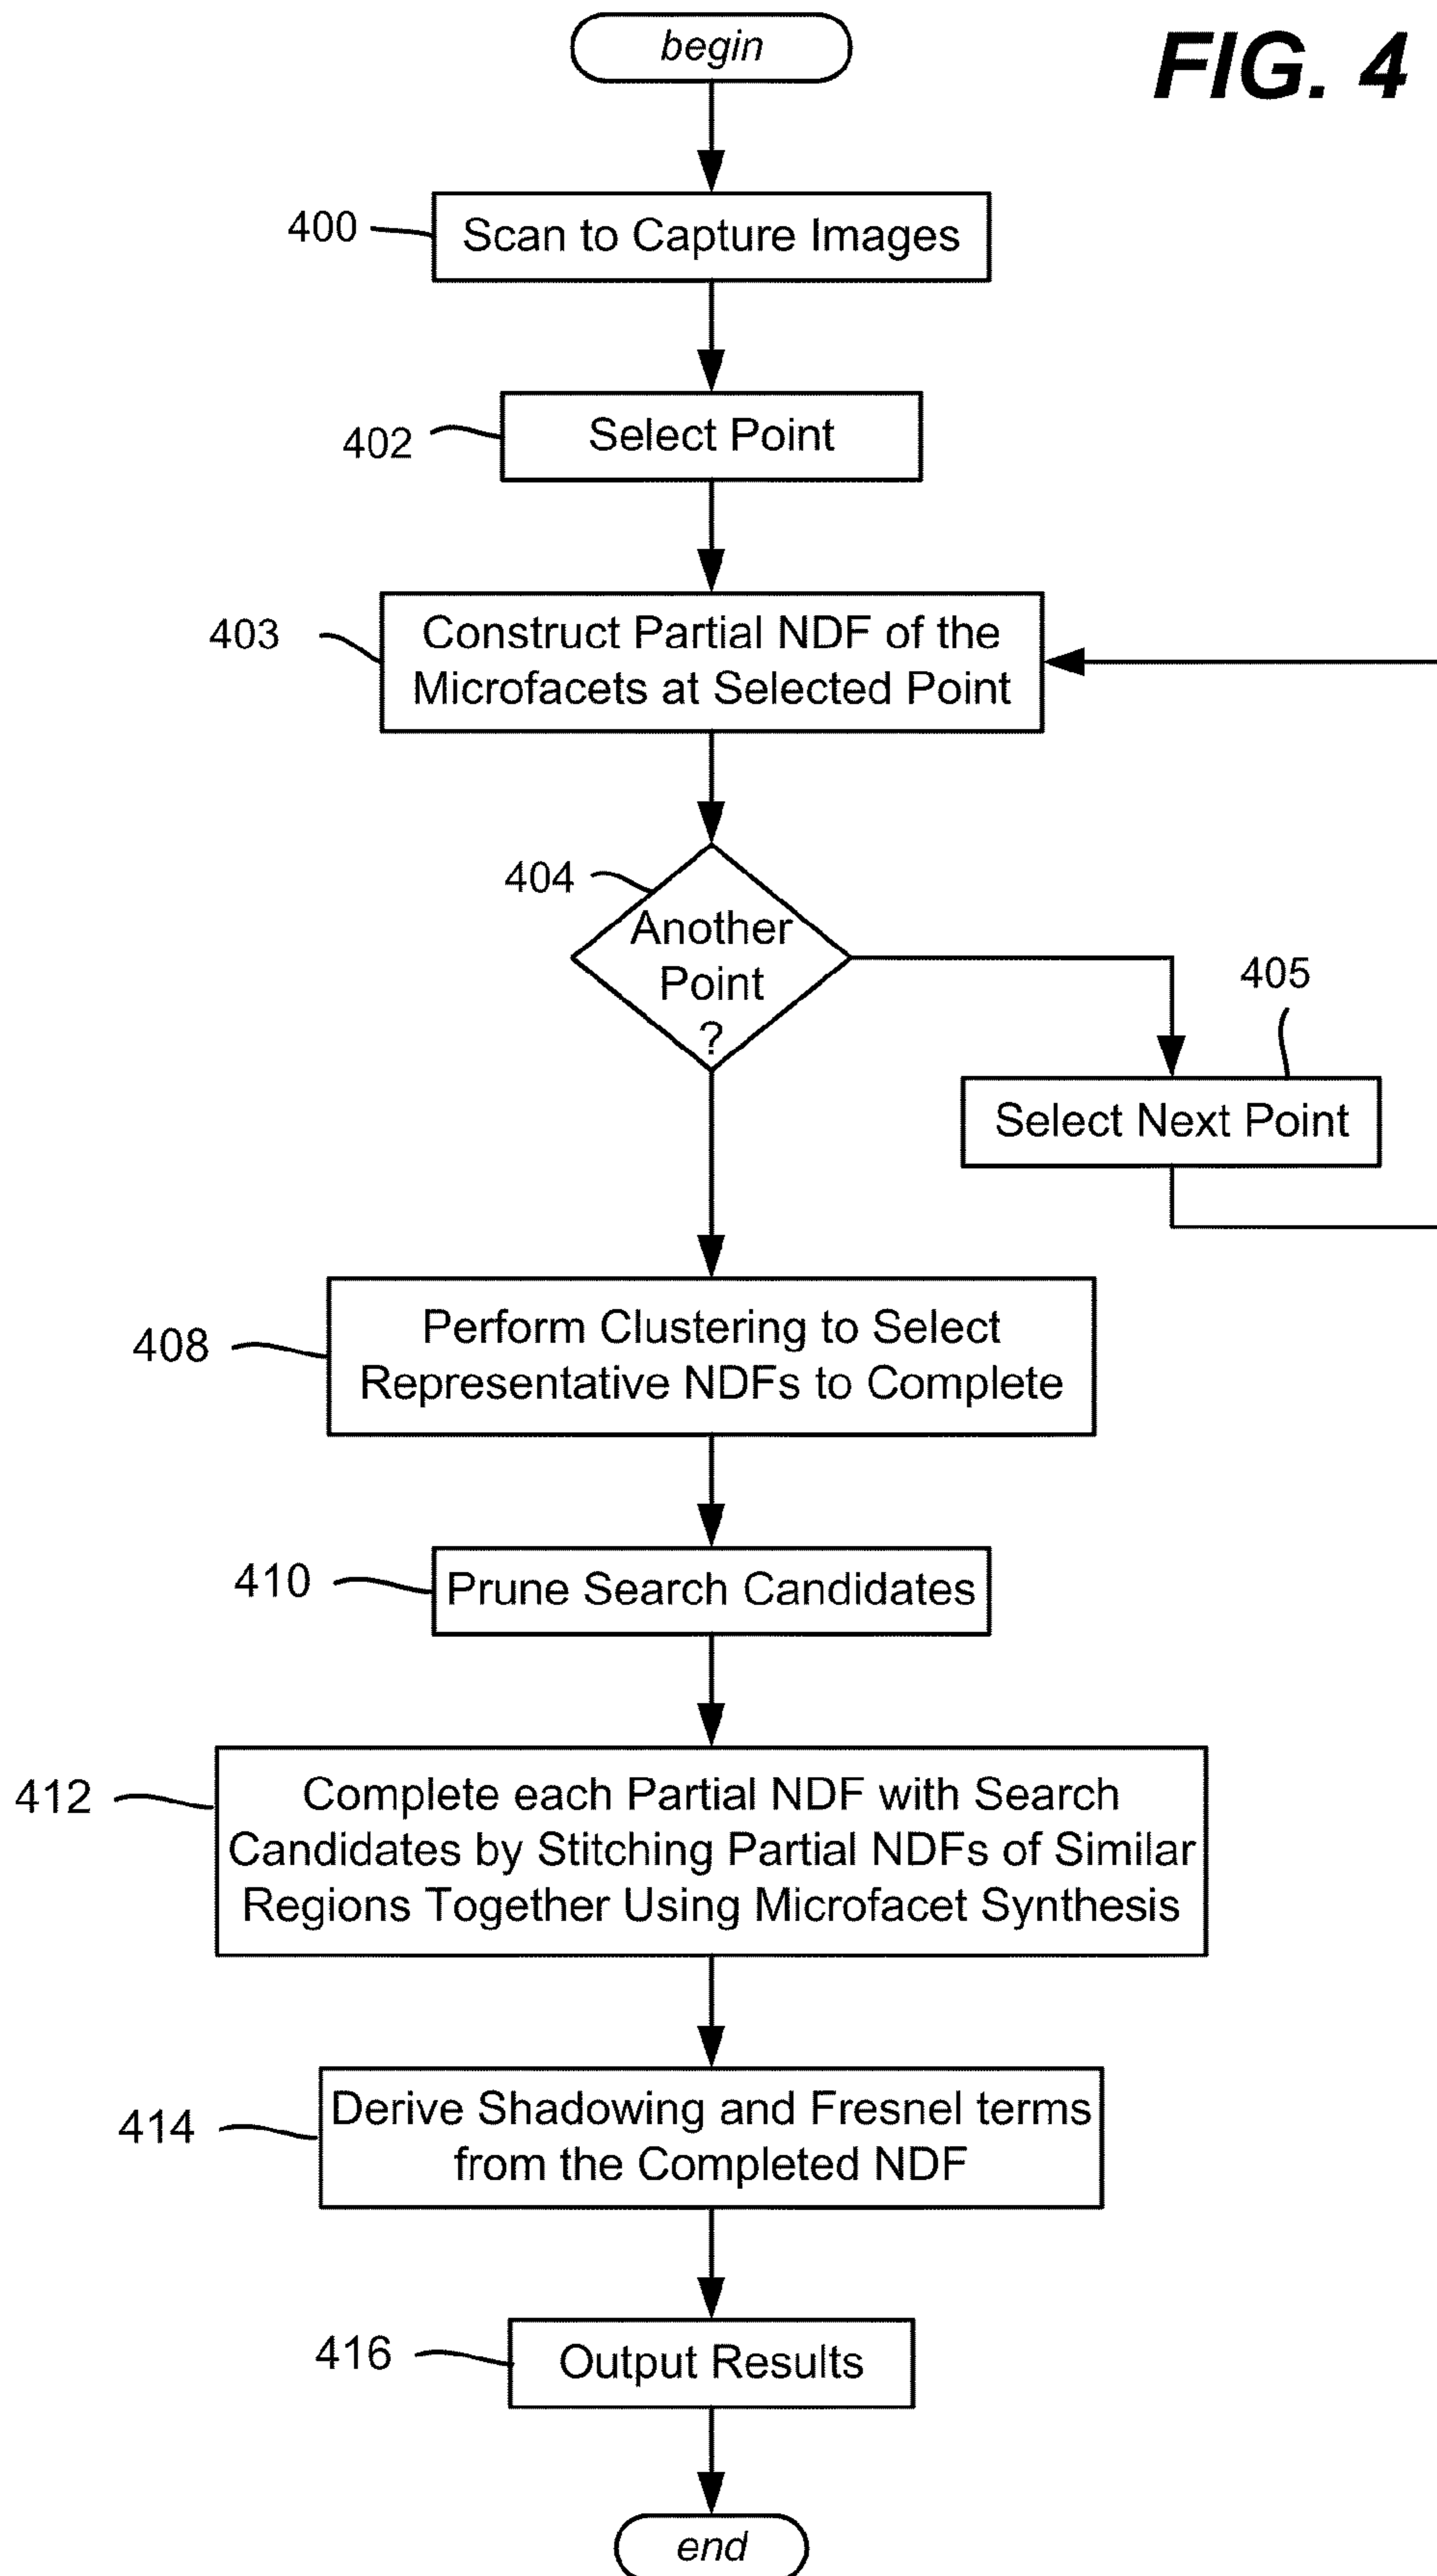 begin
FIG. 4
400
Scan to Capture Images
402
Select Point
403
Construct Partial NDF of the
Microfacets at Selected Point
404
Another
Point
?
405
Select Next Point
408
Perform Clustering to Select
Representative NDFs to Complete
410
Prune Search Candidates
412
Complete each Partial NDF with Search
Candidates by Stitching Partial NDFs of Similar
Regions Together Using Microfacet Synthesis
414
Derive Shadowing and Fresnel terms
from the Completed NDF
416
Output Results
end